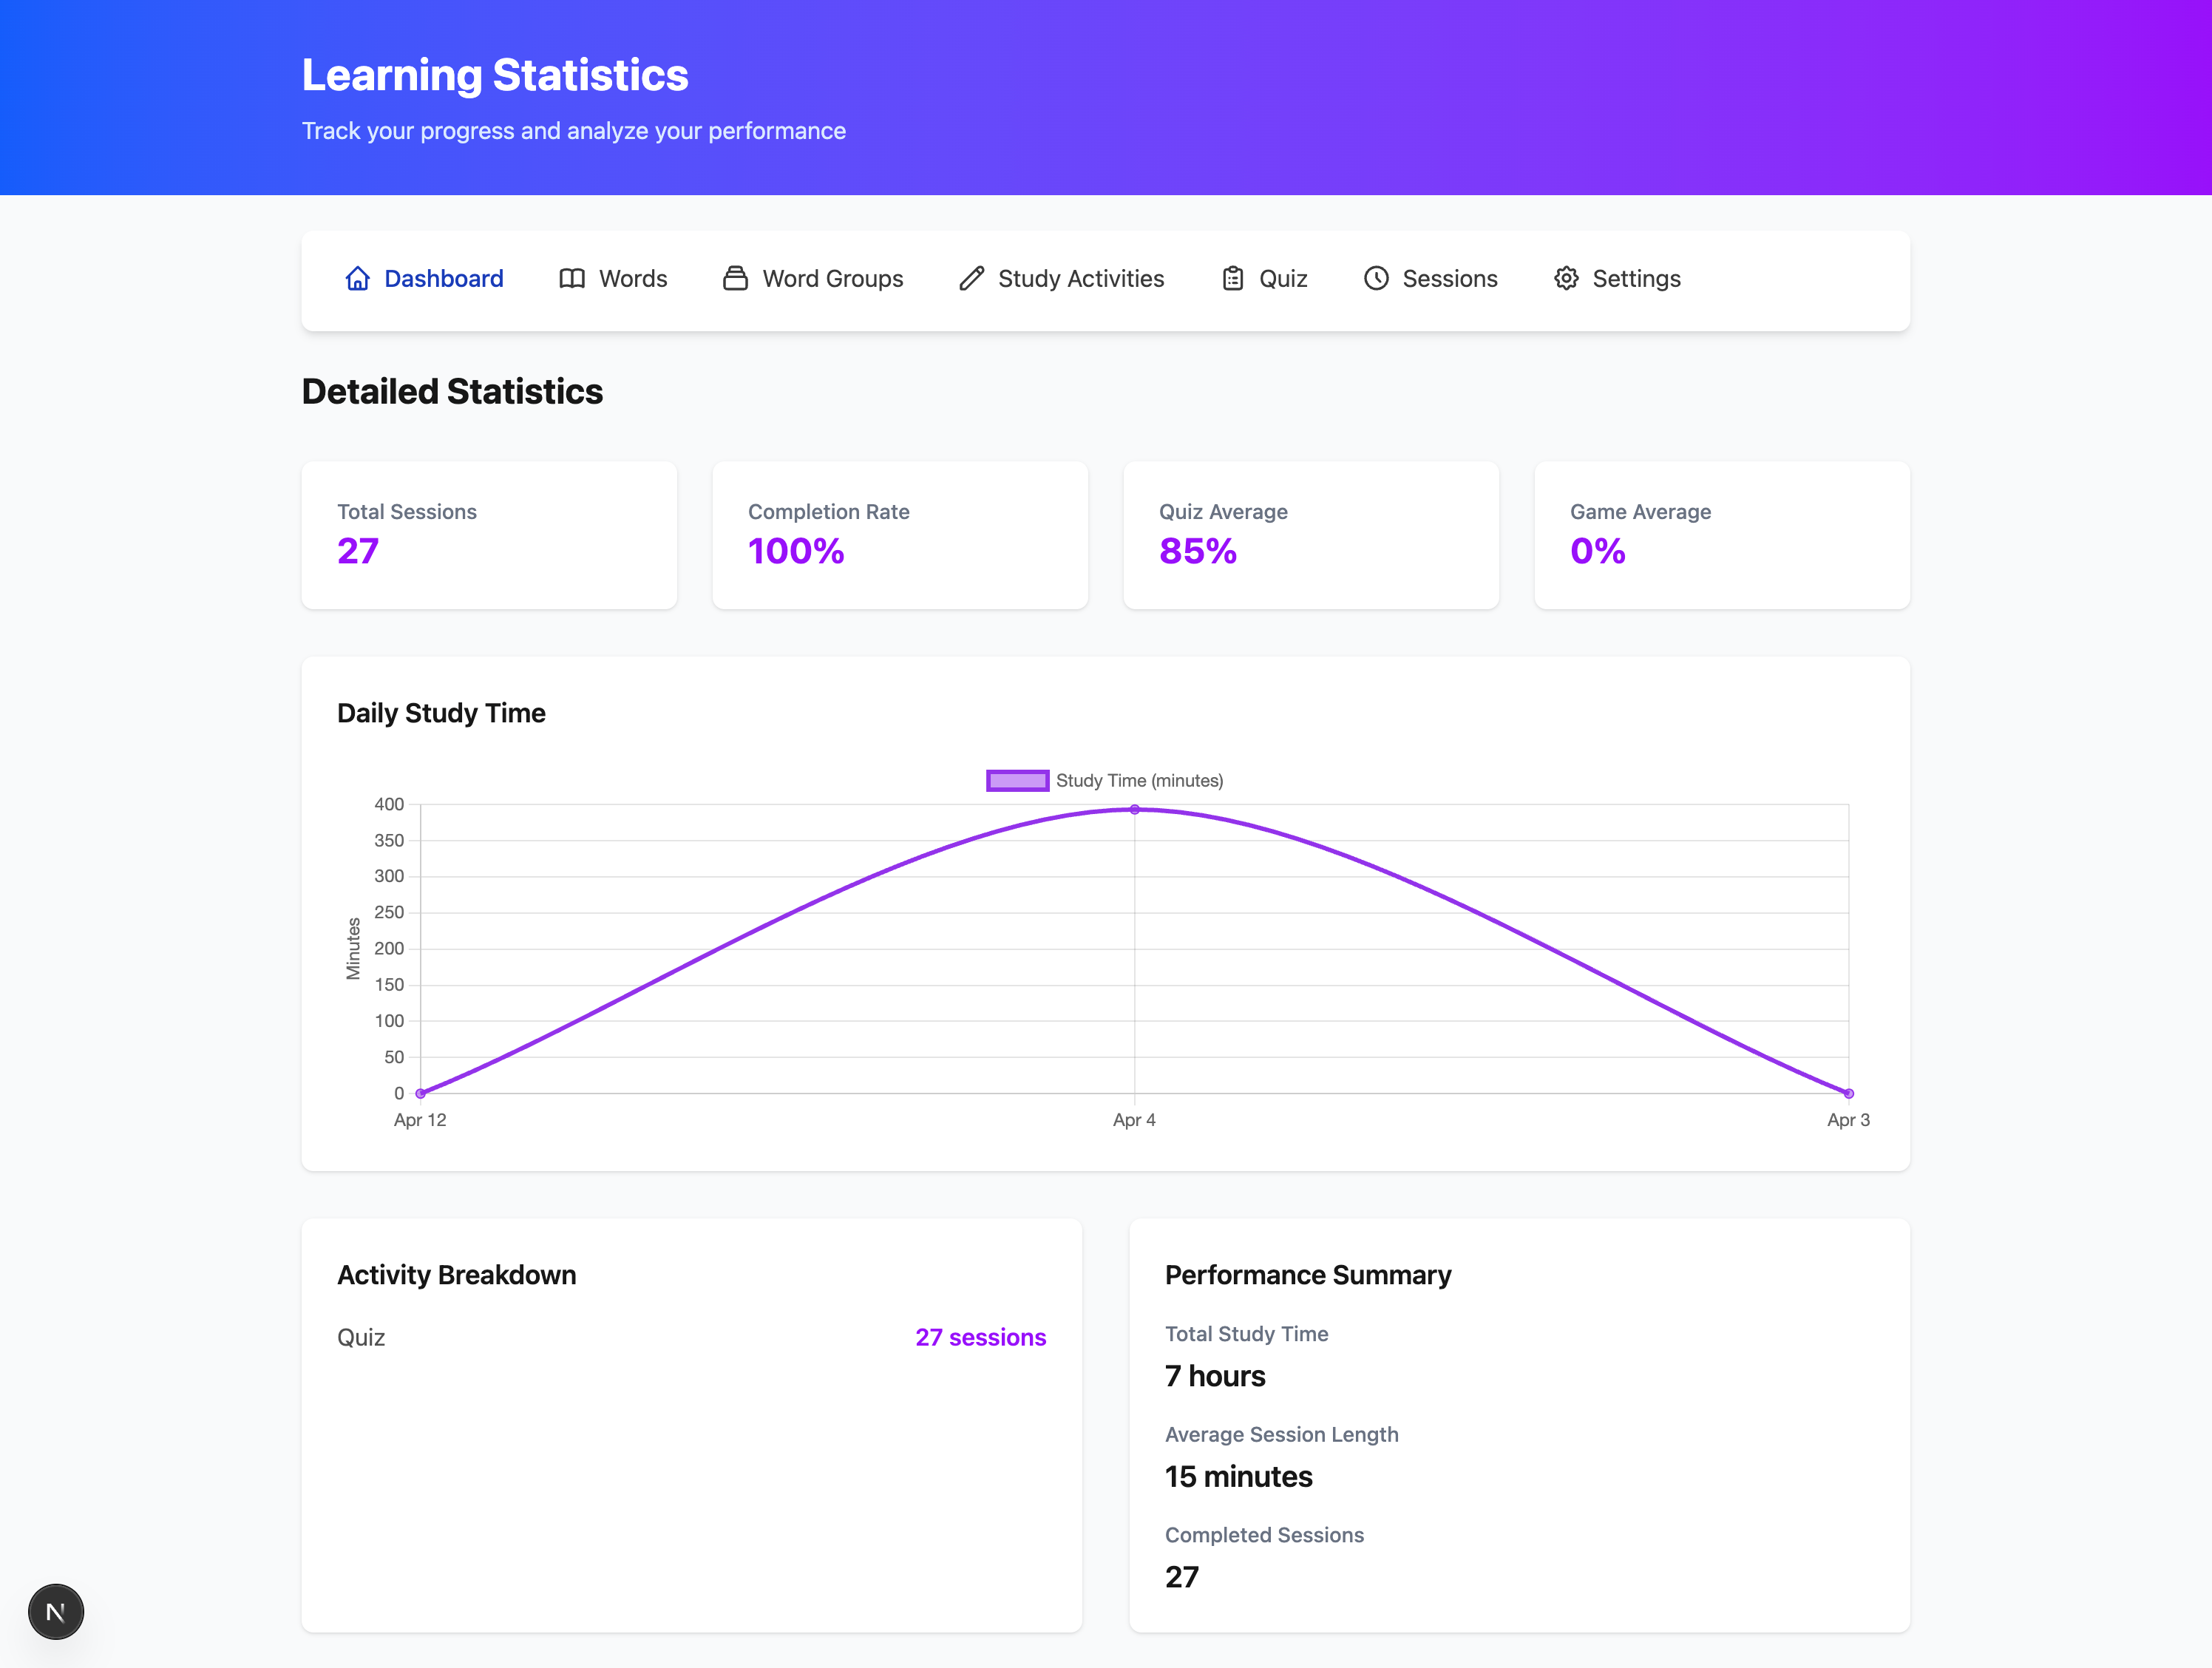 Learning Statistics
Track your progress and analyze your performance
Dashboard Words Word Groups Study Activities Quiz Sessions Settings
Detailed Statistics
Total Sessions
27
Completion Rate
100%
Quiz Average
85%
Game Average
0%
Daily Study Time
Study Time (minutes)
Minutes
400
350
300
250
200
150
100
50
0
Apr 12 Apr 4 Apr 3
Activity Breakdown
Quiz 27 sessions
Performance Summary
Total Study Time
7 hours
Average Session Length
15 minutes
Completed Sessions
27
N